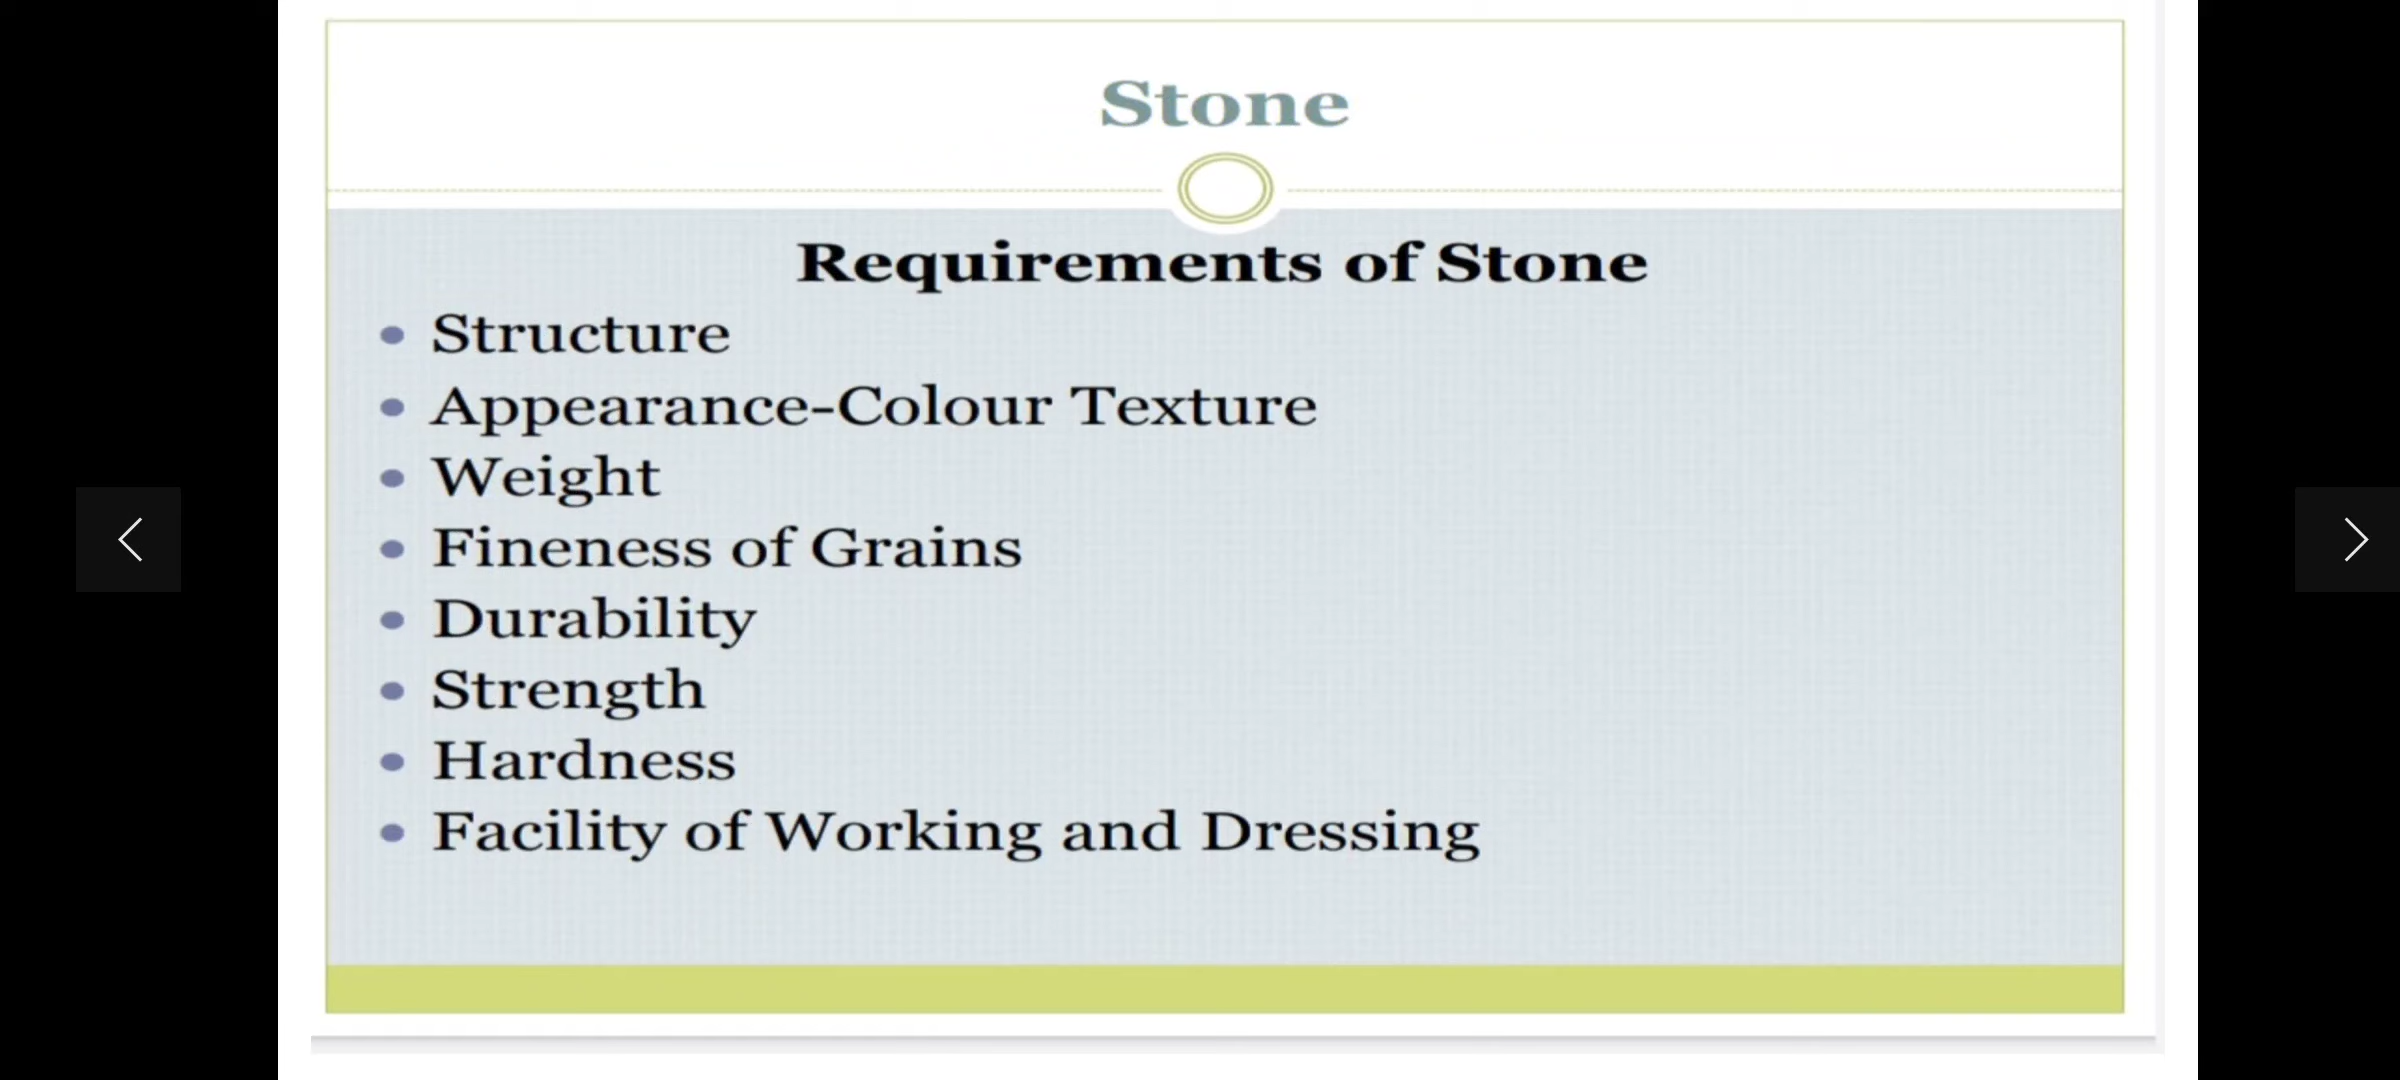 Stone
Requirements of Stone
• Structure
• Appearance-Colour Texture
• Weight
• Fineness of Grains
• Durability
• Strength
• Hardness
• Facility of Working and Dressing